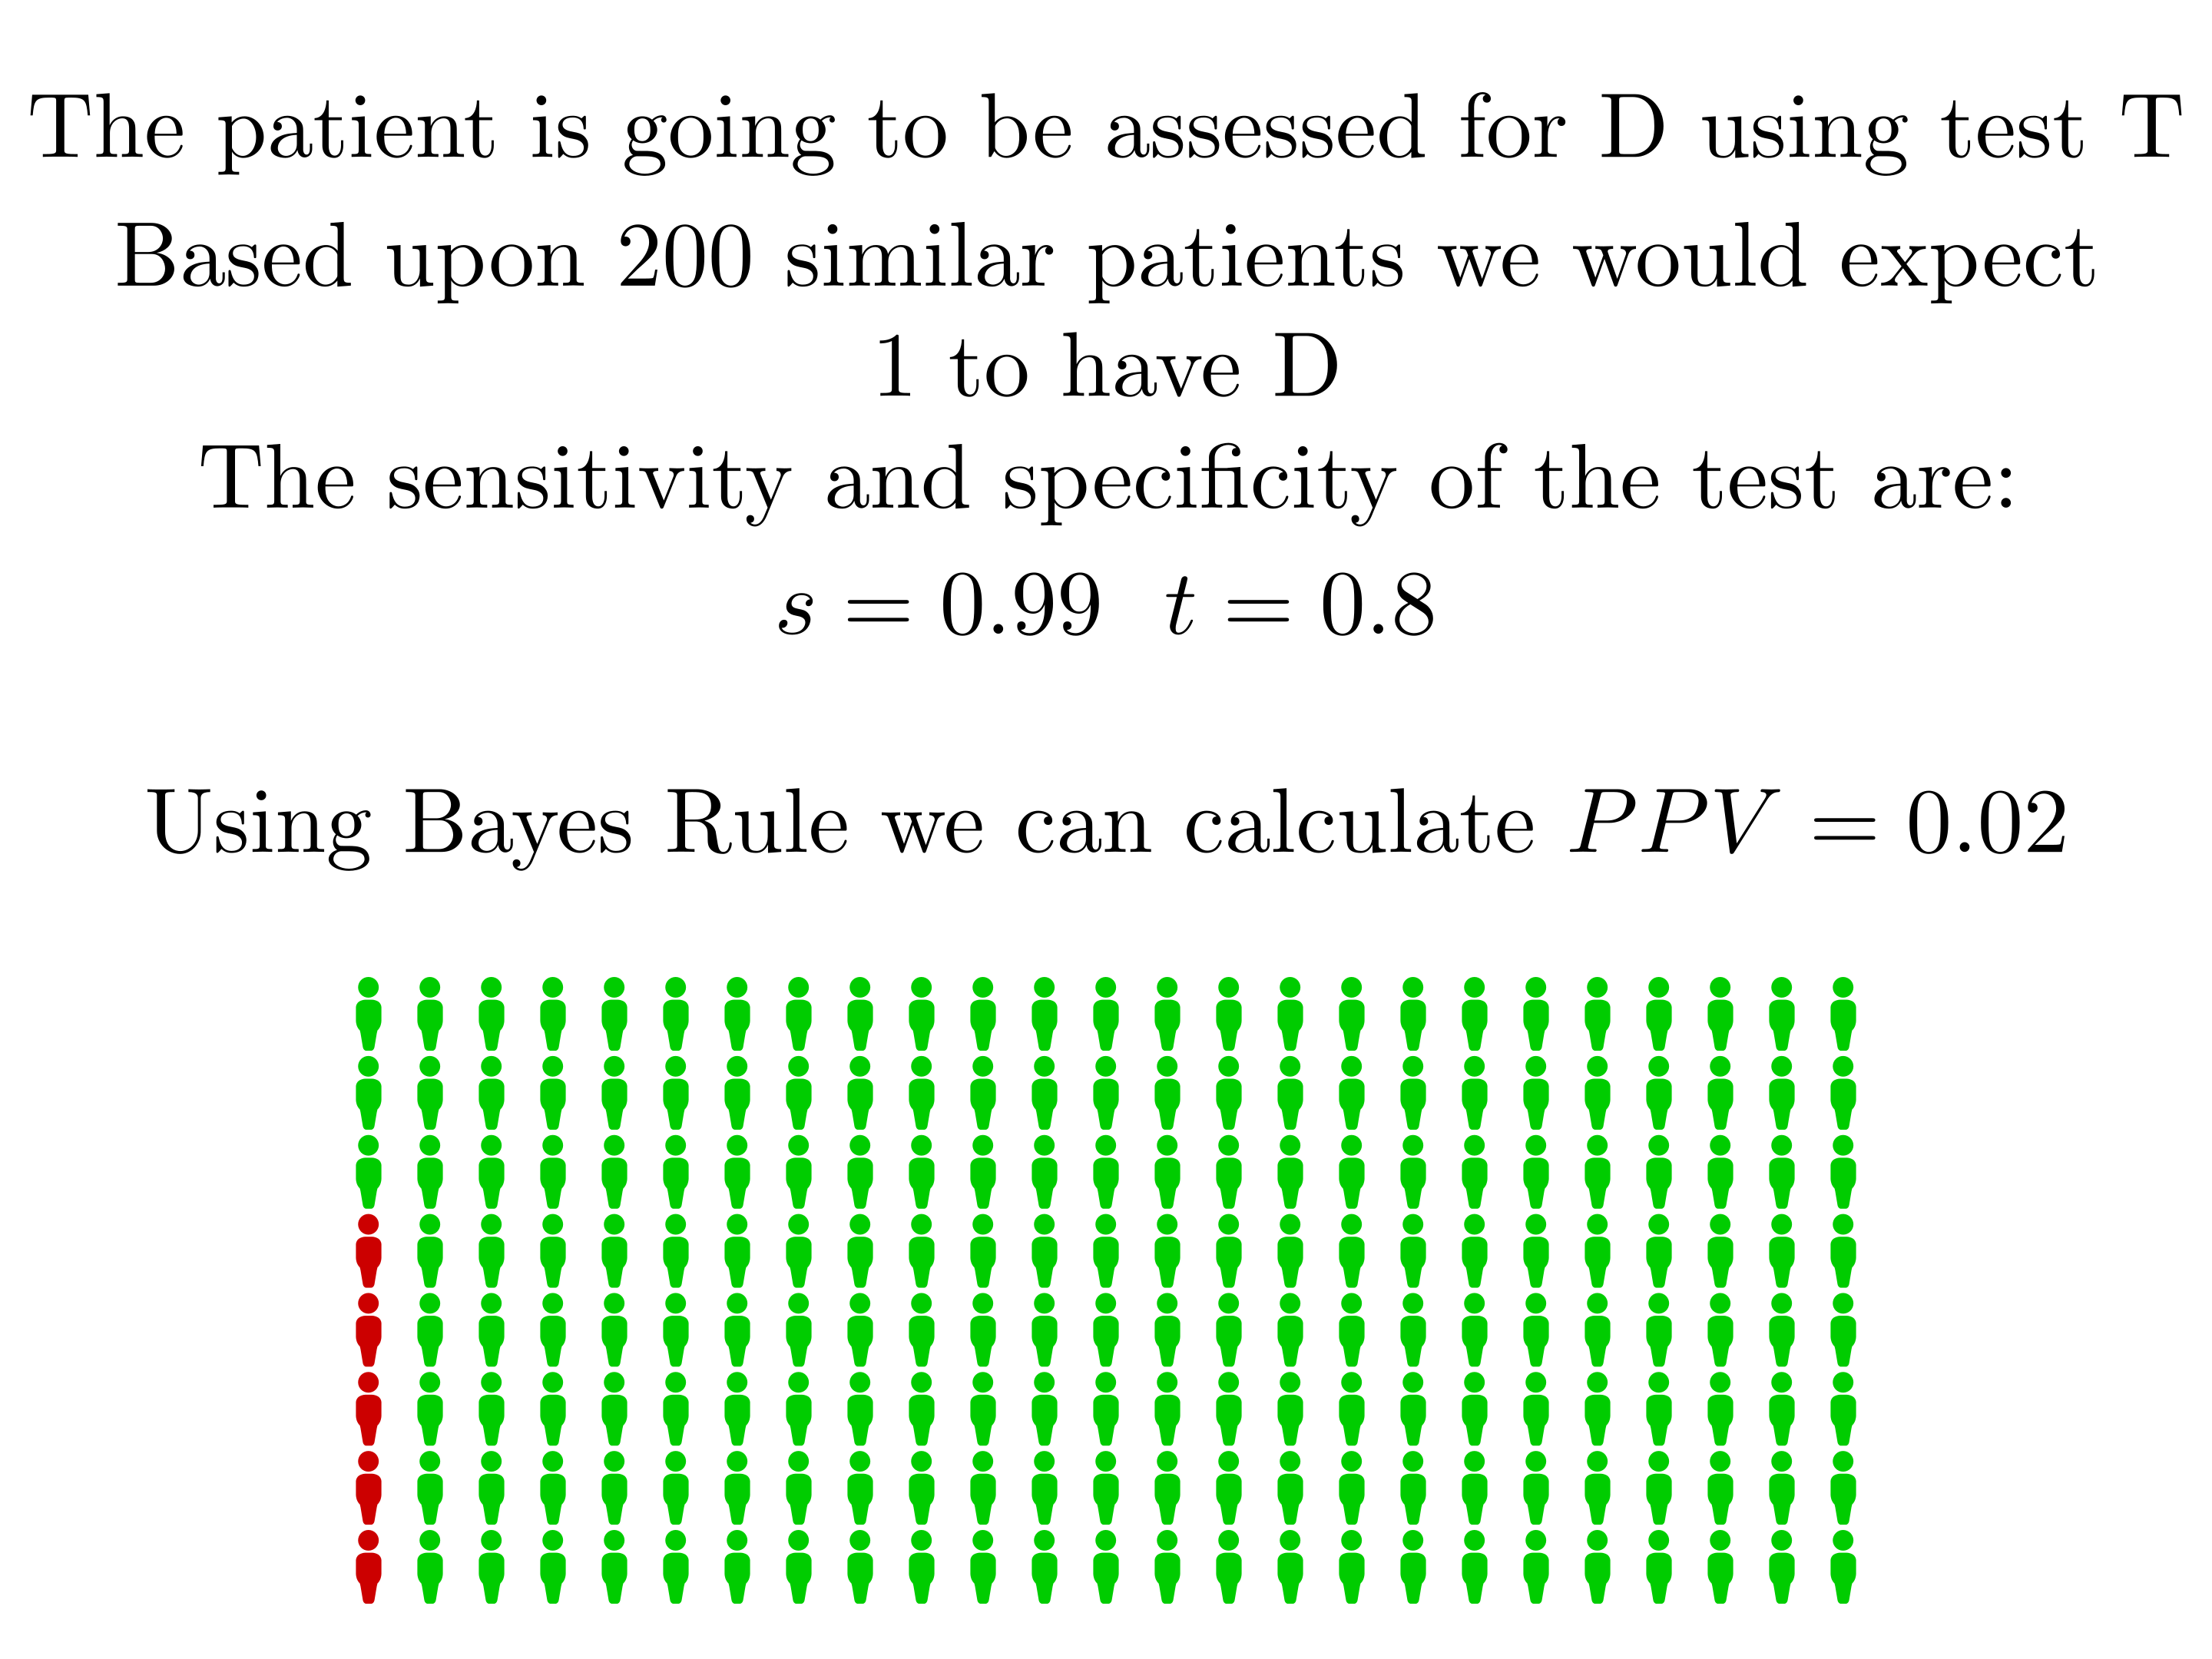 The patient is going to be assessed for D using test T
Based upon 200 similar patients we would expect
1 to have D
The sensitivity and specificity of the test are:
s = 0.99 t = 0.8
Using Bayes Rule we can calculate PPV = 0.02